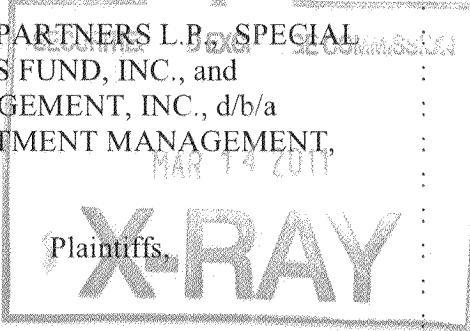 PARTNERS L.P., SPECIAL :
S FUND, INC., and :
GEMENT, INC., d/b/a :
TMENT MANAGEMENT, :
MAR 14 2011 :
:
Plaintiffs, :
X-RAY :
: